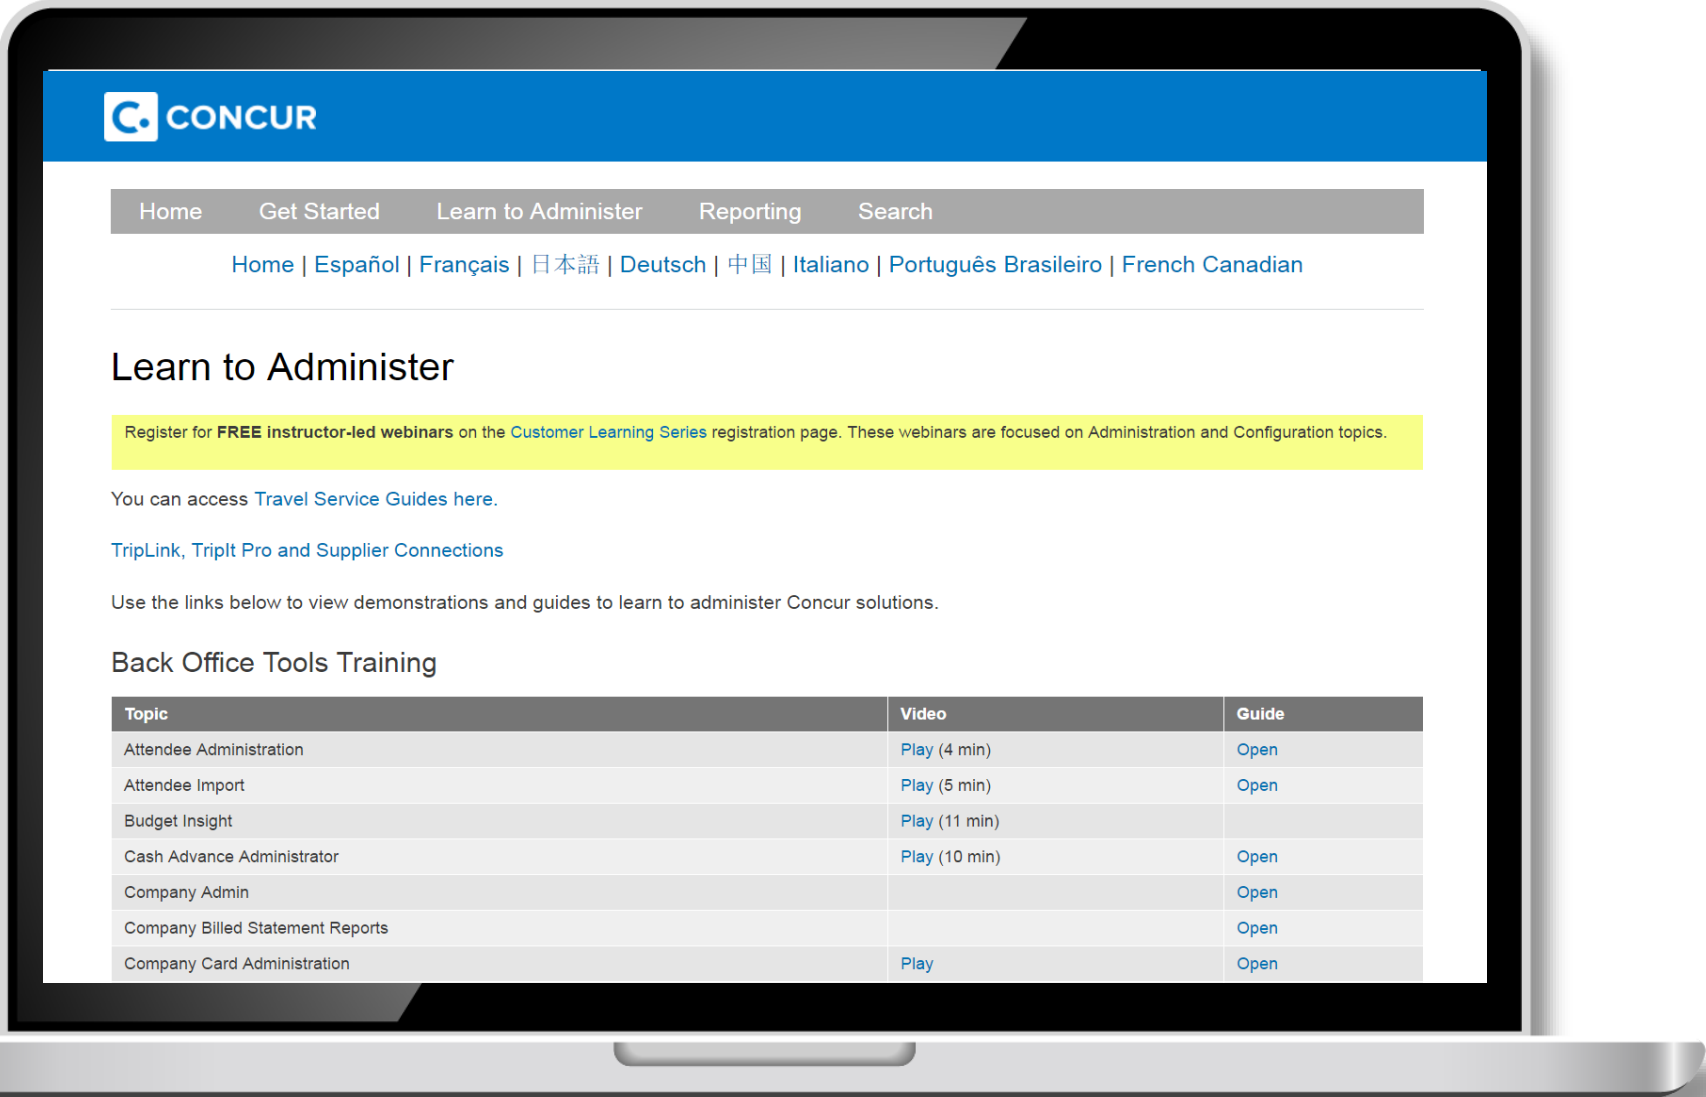 C. CONCUR
Home Get Started Learn to Administer Reporting Search
Home | Español | Français | 日本語 | Deutsch | 中国 | Italiano | Português Brasileiro | French Canadian
Learn to Administer
Register for FREE instructor-led webinars on the Customer Learning Series registration page. These webinars are focused on Administration and Configuration topics.
You can access Travel Service Guides here.
TripLink, TripIt Pro and Supplier Connections
Use the links below to view demonstrations and guides to learn to administer Concur solutions.
Back Office Tools Training
Topic Video Guide
Attendee Administration Play (4 min) Open
Attendee Import Play (5 min) Open
Budget Insight Play (11 min)
Cash Advance Administrator Play (10 min) Open
Company Admin Open
Company Billed Statement Reports Open
Company Card Administration Play Open